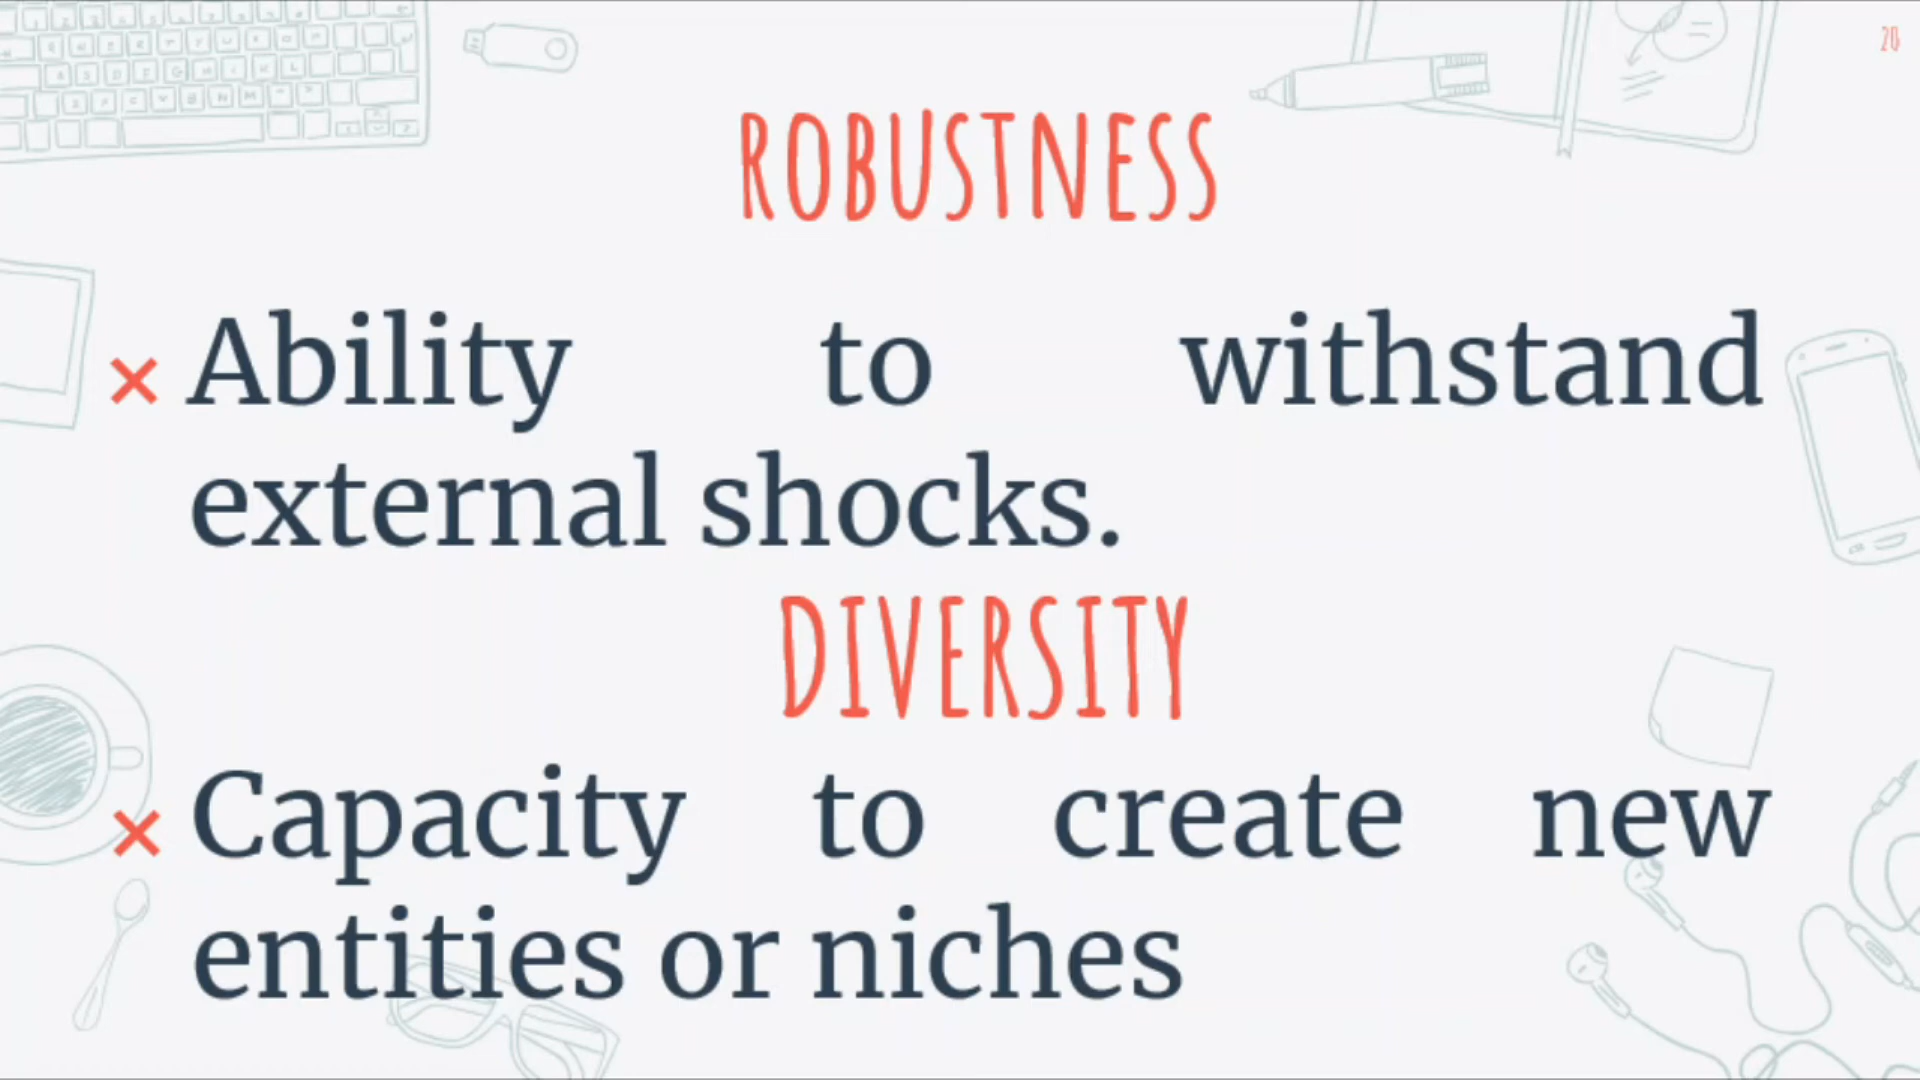 ROBUSTNESS
× Ability to withstand
external shocks.
DIVERSITY
× Capacity to create new
entities or niches